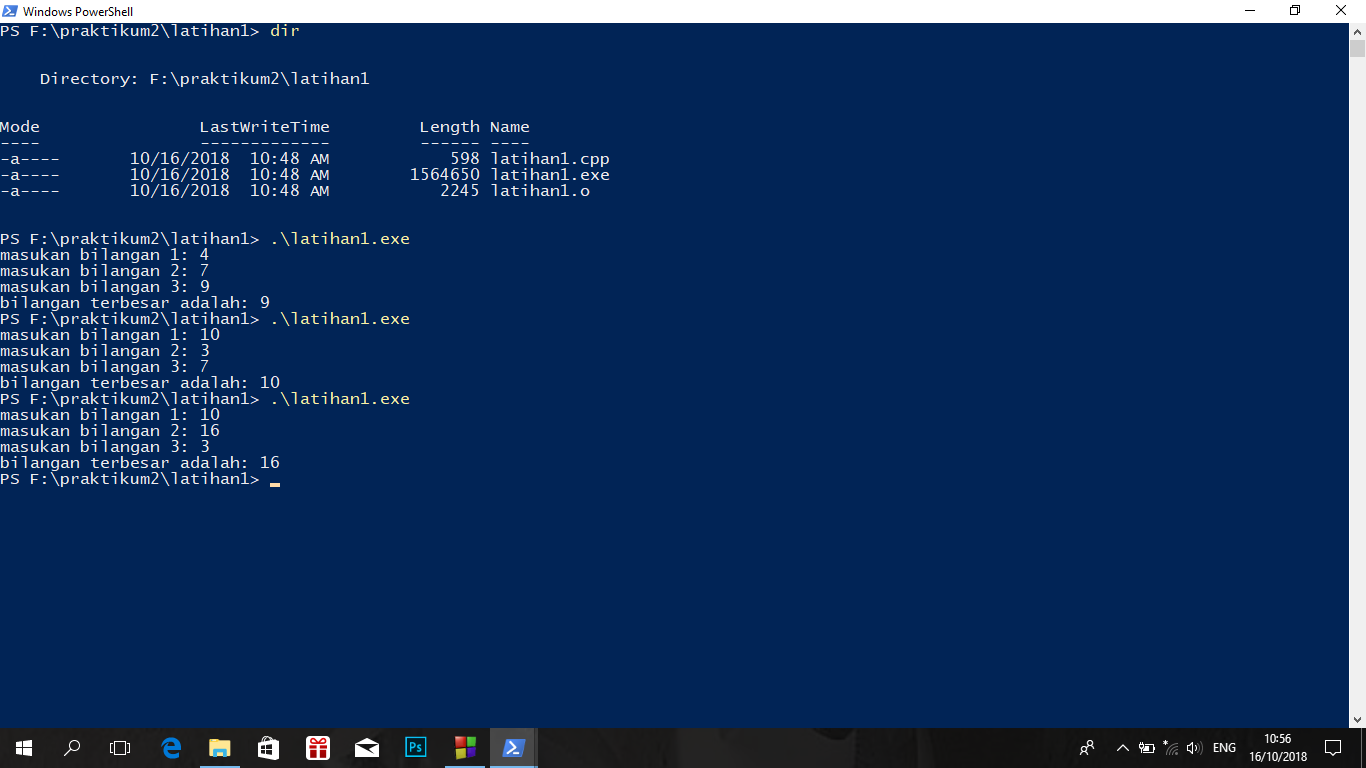 Windows PowerShell
PS F:\praktikum2\latihan1> dir
Directory: F:\praktikum2\latihan1
Mode LastWriteTime Length Name
---- ------------- ------ ----
-a---- 10/16/2018 10:48 AM 598 latihan1.cpp
-a---- 10/16/2018 10:48 AM 1564650 latihan1.exe
-a---- 10/16/2018 10:48 AM 2245 latihan1.o
PS F:\praktikum2\latihan1> .\latihan1.exe
masukan bilangan 1: 4
masukan bilangan 2: 7
masukan bilangan 3: 9
bilangan terbesar adalah: 9
PS F:\praktikum2\latihan1> .\latihan1.exe
masukan bilangan 1: 10
masukan bilangan 2: 3
masukan bilangan 3: 7
bilangan terbesar adalah: 10
PS F:\praktikum2\latihan1> .\latihan1.exe
masukan bilangan 1: 10
masukan bilangan 2: 16
masukan bilangan 3: 3
bilangan terbesar adalah: 16
PS F:\praktikum2\latihan1>
Ps
ENG
10:56
16/10/2018